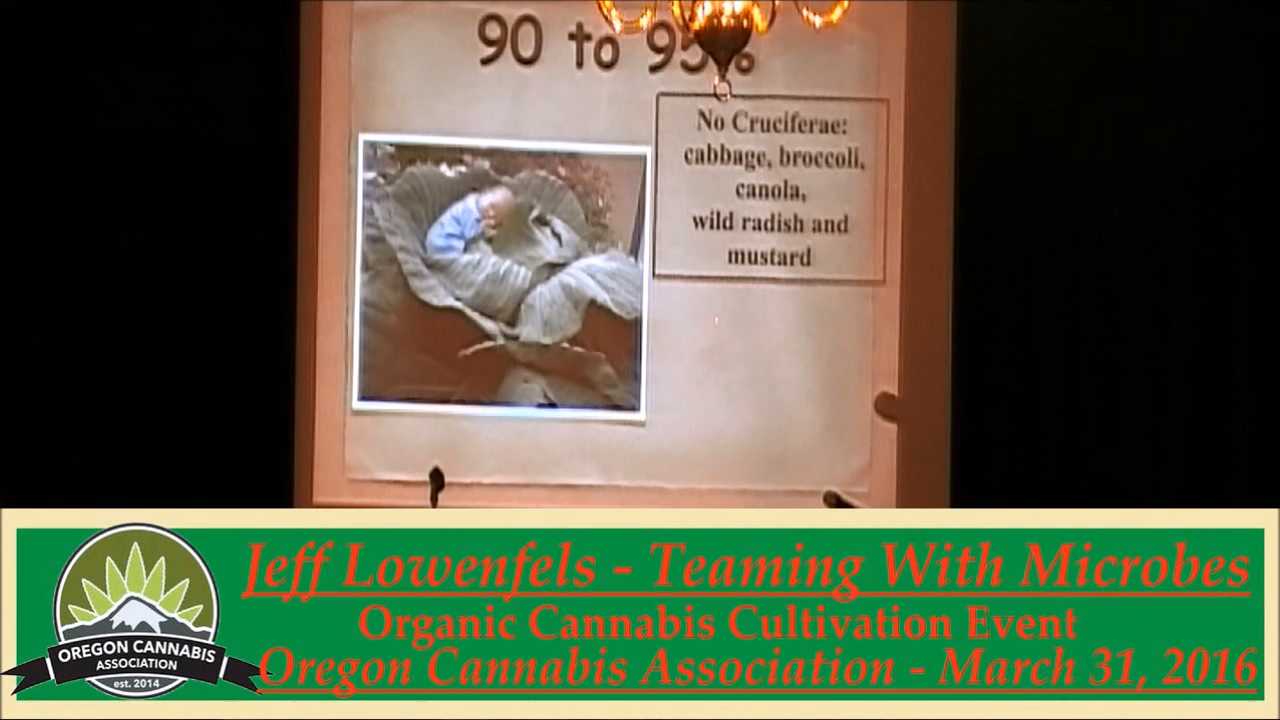 90 to 95%
No Cruciferae:
cabbage, broccoli,
canola,
wild radish and
mustard
Jeff Lowenfels - Teaming With Microbes
Organic Cannabis Cultivation Event
Oregon Cannabis Association - March 31, 2016
OREGON CANNABIS
ASSOCIATION
est. 2014